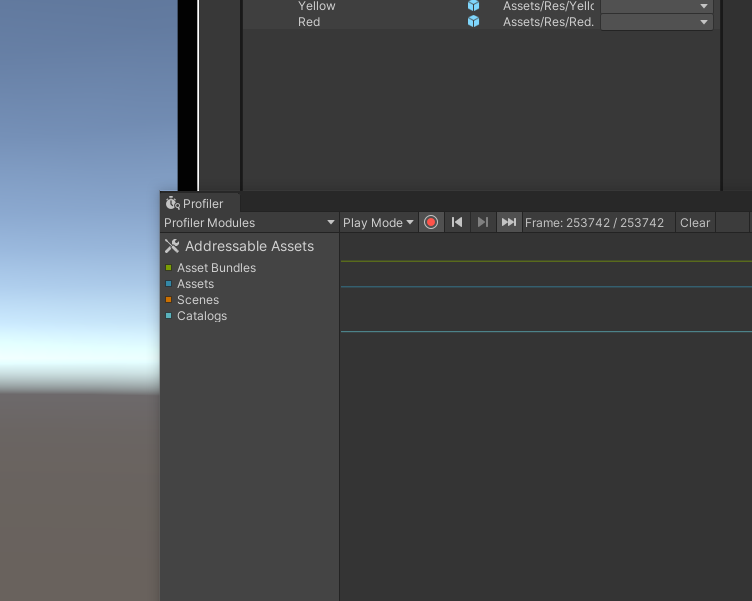 Yellow Assets/Res/Yello
Red Assets/Res/Red.
Profiler
Profiler Modules Play Mode Frame: 253742 / 253742 Clear
Addressable Assets
Asset Bundles
Assets
Scenes
Catalogs